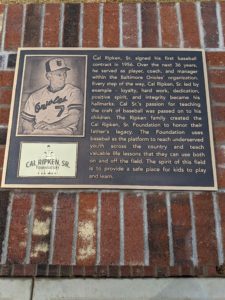 Cal Ripken, Sr. signed his first baseball
contract in 1956. Over the next 36 years,
he served as player, coach, and manager
within the Baltimore Orioles' organization.
Every step of the way, Cal Ripken, Sr. led by
example - loyalty, hard work, dedication,
positive spirit, and integrity became his
hallmarks. Cal Sr.'s passion for teaching
the craft of baseball was passed on to his
children. The Ripken family created the
Cal Ripken, Sr. Foundation to honor their
father's legacy. The Foundation uses
baseball as the platform to reach underserved
youth across the country and teach
valuable life lessons that they can use both
on and off the field. The spirit of this field
is to provide a safe place for kids to play
and learn.
Orioles
7
CAL RIPKEN, SR.
FOUNDATION